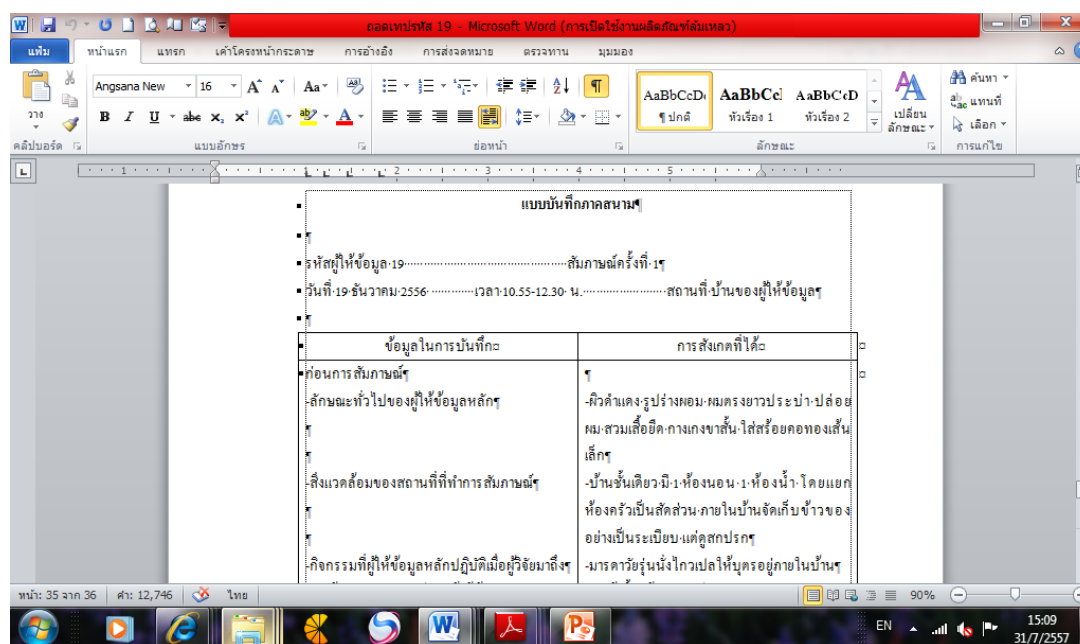 ถอดเทปรหัส 19 - Microsoft Word (การเปิดใช้งานผลิตภัณฑ์ล้มเหลว)
แฟ้ม หน้าแรก แทรก เค้าโครงหน้ากระดาษ การอ้างอิง การส่งจดหมาย ตรวจทาน มุมมอง
Angsana New 16
วาง
คลิปบอร์ด แบบอักษร ย่อหน้า ลักษณะ การแก้ไข
AaBbCcD AaBbCc AaBbCcD
¶ ปกติ หัวเรื่อง 1 หัวเรื่อง 2
เปลี่ยน ลักษณะ
ค้นหา
แทนที่
เลือก
1 1 2 3 4 5
แบบบันทึกภาคสนาม¶
¶
รหัสผู้ให้ข้อมูล·19·············································สัมภาษณ์ครั้งที่·1¶
วันที่·19·ธันวาคม·2556·············เวลา·10.55-12.30·น.·······················สถานที่·บ้านของผู้ให้ข้อมูล¶
¶
ข้อมูลในการบันทึก¤ การสังเกตที่ได้¤
ก่อนการสัมภาษณ์¶
-ลักษณะทั่วไปของผู้ให้ข้อมูลหลัก¶ -ผิวดำแดง·รูปร่างผอม·ผมตรงยาวประบ่า·ปล่อย
ผม·สวมเสื้อยืด·กางเกงขาสั้น·ใส่สร้อยคอทองเส้น
เล็ก¶
-สิ่งแวดล้อมของสถานที่ที่ทำการสัมภาษณ์¶ -บ้านชั้นเดียว·มี·1·ห้องนอน·1·ห้องน้ำ·โดยแยก
ห้องครัวเป็นสัดส่วน·ภายในบ้านจัดเก็บข้าวของ
อย่างเป็นระเบียบ·แต่ดูสกปรก¶
-กิจกรรมที่ผู้ให้ข้อมูลหลักปฏิบัติเมื่อผู้วิจัยมาถึง¶ -มารดาวัยรุ่นนั่งไกวเปลให้บุตรอยู่ภายในบ้าน¶
หน้า: 35 จาก 36 คำ: 12,746 ไทย 90%
EN 15:09
31/7/2557